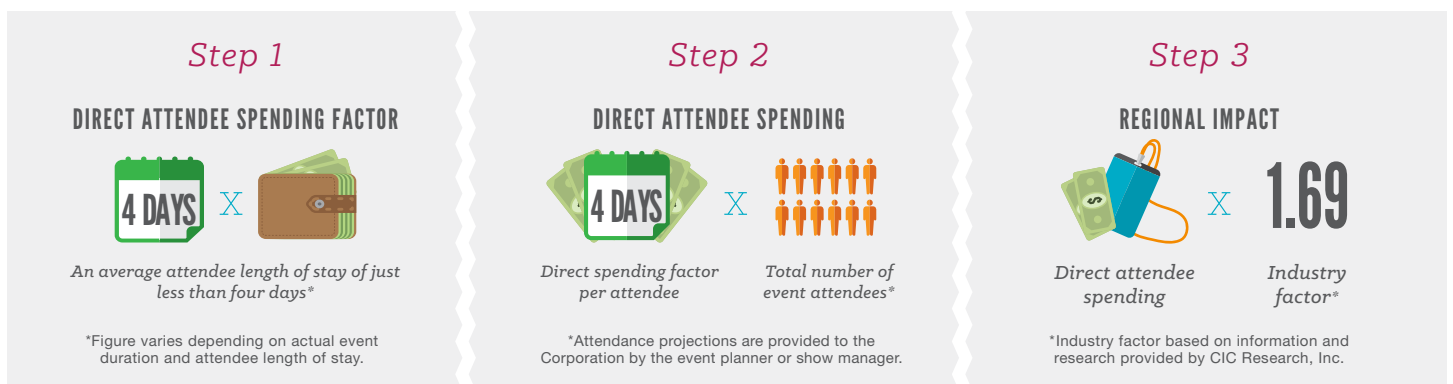 Step 1
DIRECT ATTENDEE SPENDING FACTOR
4 DAYS
X
An average attendee length of stay of just
less than four days*
*Figure varies depending on actual event
duration and attendee length of stay.
Step 2
DIRECT ATTENDEE SPENDING
4 DAYS
X
Direct spending factor
per attendee
Total number of
event attendees*
*Attendance projections are provided to the
Corporation by the event planner or show manager.
Step 3
REGIONAL IMPACT
$
X
1.69
Direct attendee
spending
Industry
factor*
*Industry factor based on information and
research provided by CIC Research, Inc.